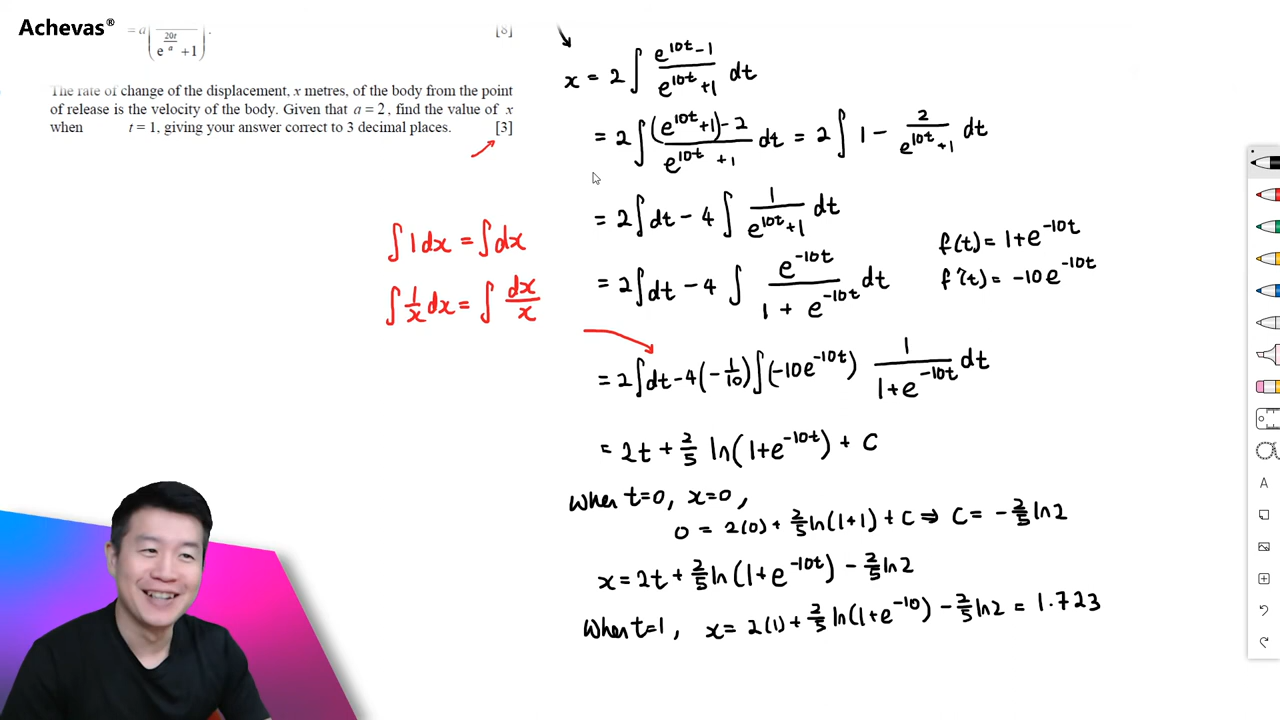 Achevas®
= a ( e^(20t/a) + 1 ) .
[8]
The rate of change of the displacement, x metres, of the body from the point
of release is the velocity of the body. Given that a = 2, find the value of x
when t = 1, giving your answer correct to 3 decimal places. [3]
∫ 1 dx = ∫ dx
∫ 1/x dx = ∫ dx/x
x = 2 ∫ (e^(10t) - 1)/(e^(10t) + 1) dt
= 2 ∫ ((e^(10t) + 1) - 2)/(e^(10t) + 1) dt = 2 ∫ 1 - 2/(e^(10t) + 1) dt
= 2 ∫ dt - 4 ∫ 1/(e^(10t) + 1) dt
= 2 ∫ dt - 4 ∫ e^(-10t)/(1 + e^(-10t)) dt
f(t) = 1 + e^(-10t)
f'(t) = -10e^(-10t)
= 2 ∫ dt - 4(-1/10) ∫ (-10e^(-10t)) 1/(1 + e^(-10t)) dt
= 2t + 2/5 ln(1 + e^(-10t)) + C
When t=0, x=0,
0 = 2(0) + 2/5 ln(1+1) + C ⇒ C = -2/5 ln2
x = 2t + 2/5 ln(1 + e^(-10t)) - 2/5 ln2
When t=1, x = 2(1) + 2/5 ln(1 + e^(-10)) - 2/5 ln2 = 1.723
A